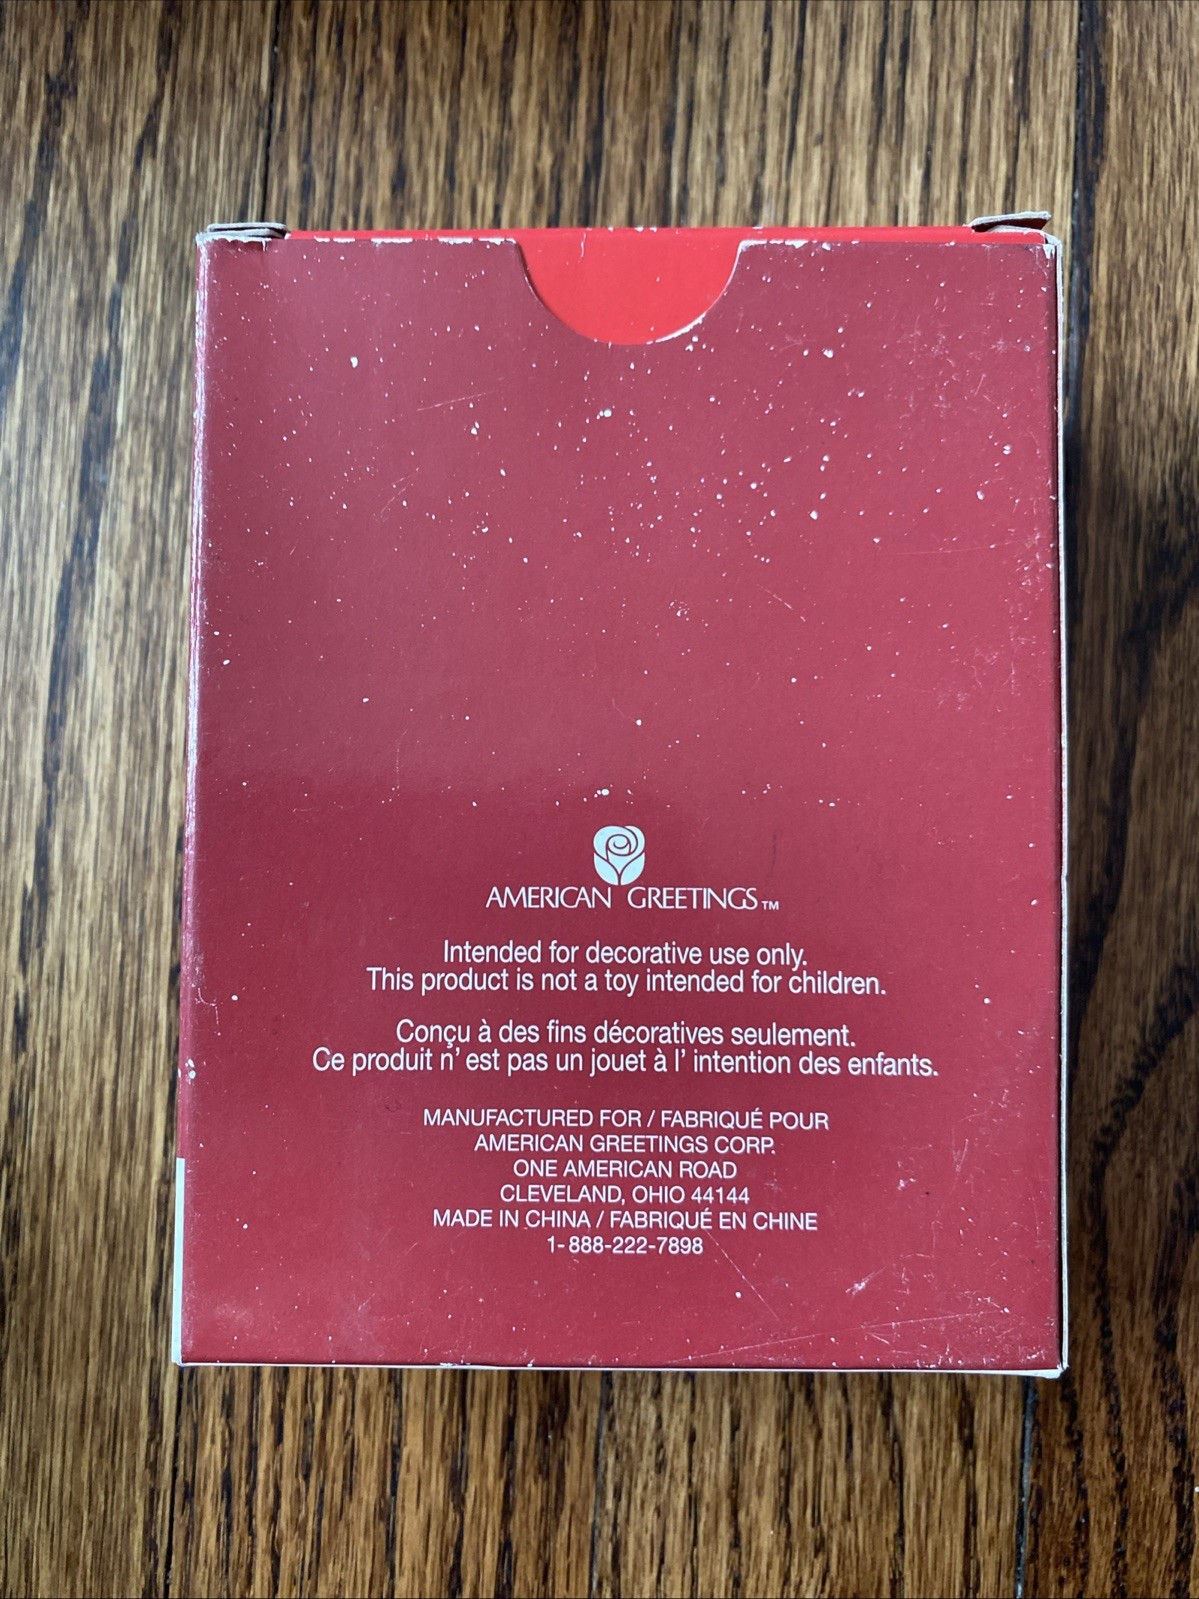 AMERICAN GREETINGS™
Intended for decorative use only.
This product is not a toy intended for children.
Conçu à des fins décoratives seulement.
Ce produit n' est pas un jouet à l' intention des enfants.
MANUFACTURED FOR / FABRIQUÉ POUR
AMERICAN GREETINGS CORP.
ONE AMERICAN ROAD
CLEVELAND, OHIO 44144
MADE IN CHINA / FABRIQUÉ EN CHINE
1-888-222-7898